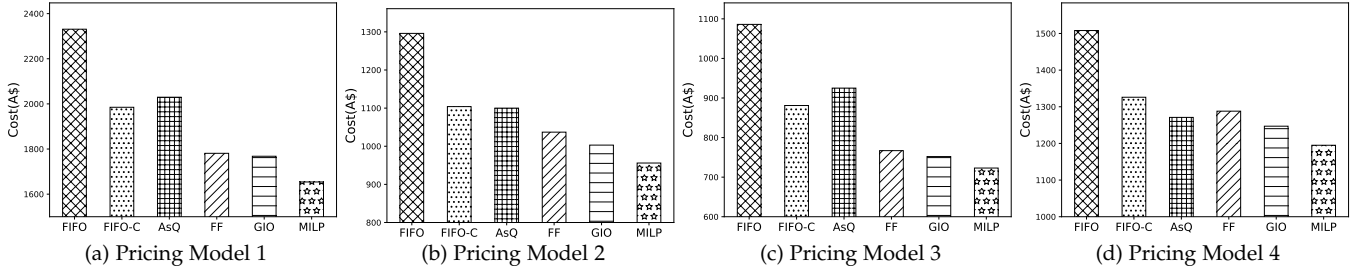 Cost(A$)
2400
2200
2000
1800
1600
FIFO FIFO-C AsQ FF GIO MILP
(a) Pricing Model 1
Cost(A$)
1300
1200
1100
1000
900
800
FIFO FIFO-C AsQ FF GIO MILP
(b) Pricing Model 2
Cost(A$)
1100
1000
900
800
700
600
FIFO FIFO-C AsQ FF GIO MILP
(c) Pricing Model 3
Cost(A$)
1500
1400
1300
1200
1100
1000
FIFO FIFO-C AsQ FF GIO MILP
(d) Pricing Model 4